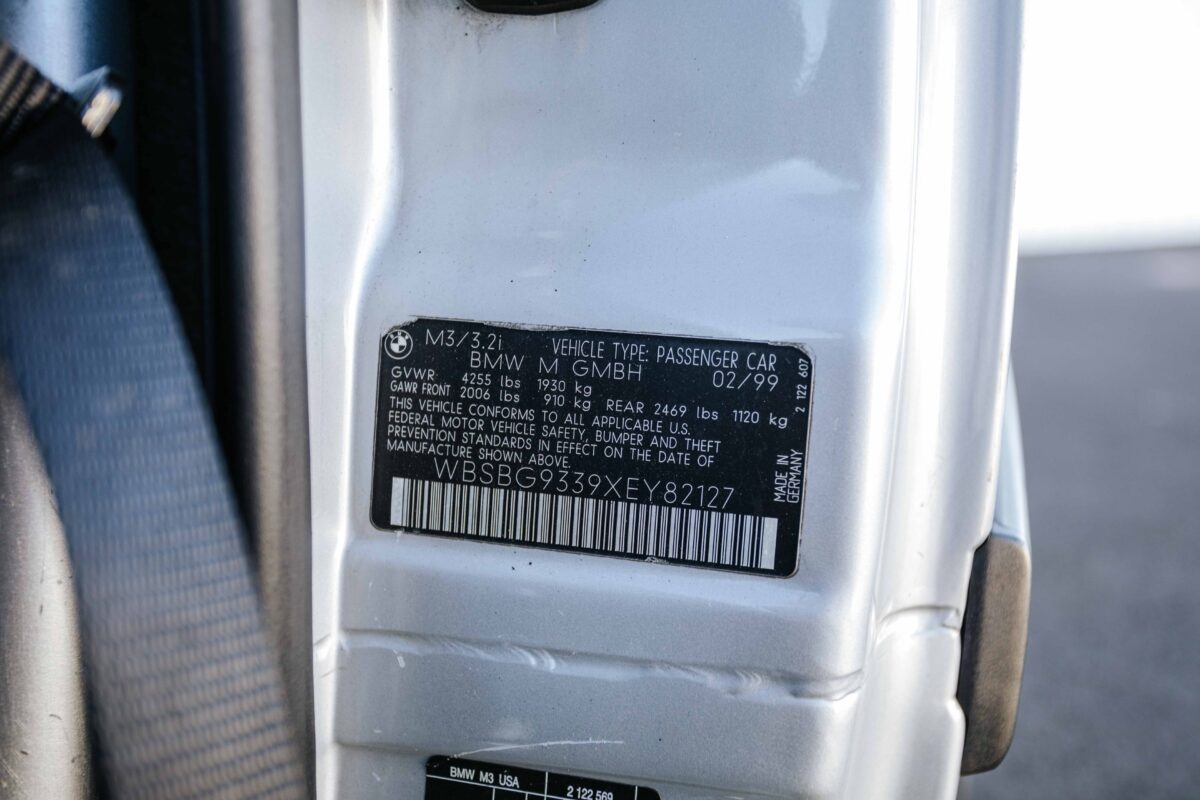 M3/3.2i VEHICLE TYPE: PASSENGER CAR
BMW M GMBH 02/99
GVWR 4255 lbs 1930 kg
GAWR FRONT 2006 lbs 910 kg REAR 2469 lbs 1120 kg
THIS VEHICLE CONFORMS TO ALL APPLICABLE U.S.
FEDERAL MOTOR VEHICLE SAFETY, BUMPER AND THEFT
PREVENTION STANDARDS IN EFFECT ON THE DATE OF
MANUFACTURE SHOWN ABOVE.
WBSBG9339XEY82127
2 122 607
MADE IN
GERMANY
BMW M3 USA 2 122 569